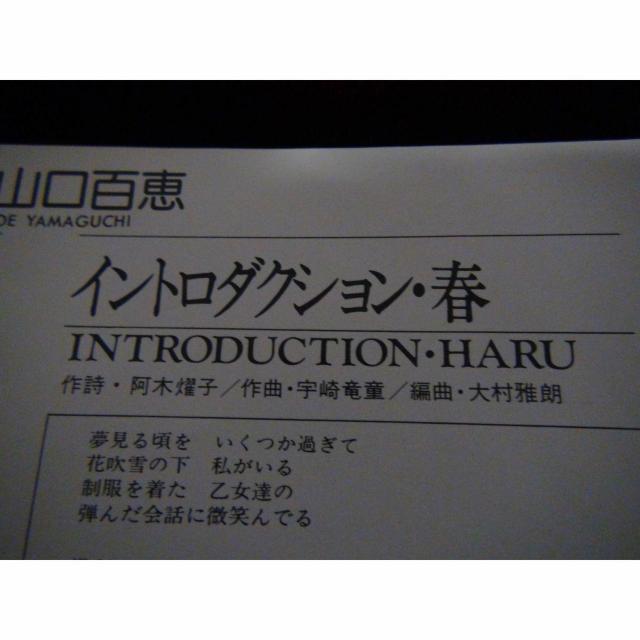 山口百恵
DE YAMAGUCHI
イントロダクション・春
INTRODUCTION・HARU
作詩・阿木燿子／作曲・宇崎竜童／編曲・大村雅朗
夢見る頃を　いくつか過ぎて
花吹雪の下　私がいる
制服を着た　乙女達の
弾んだ会話に微笑んでる